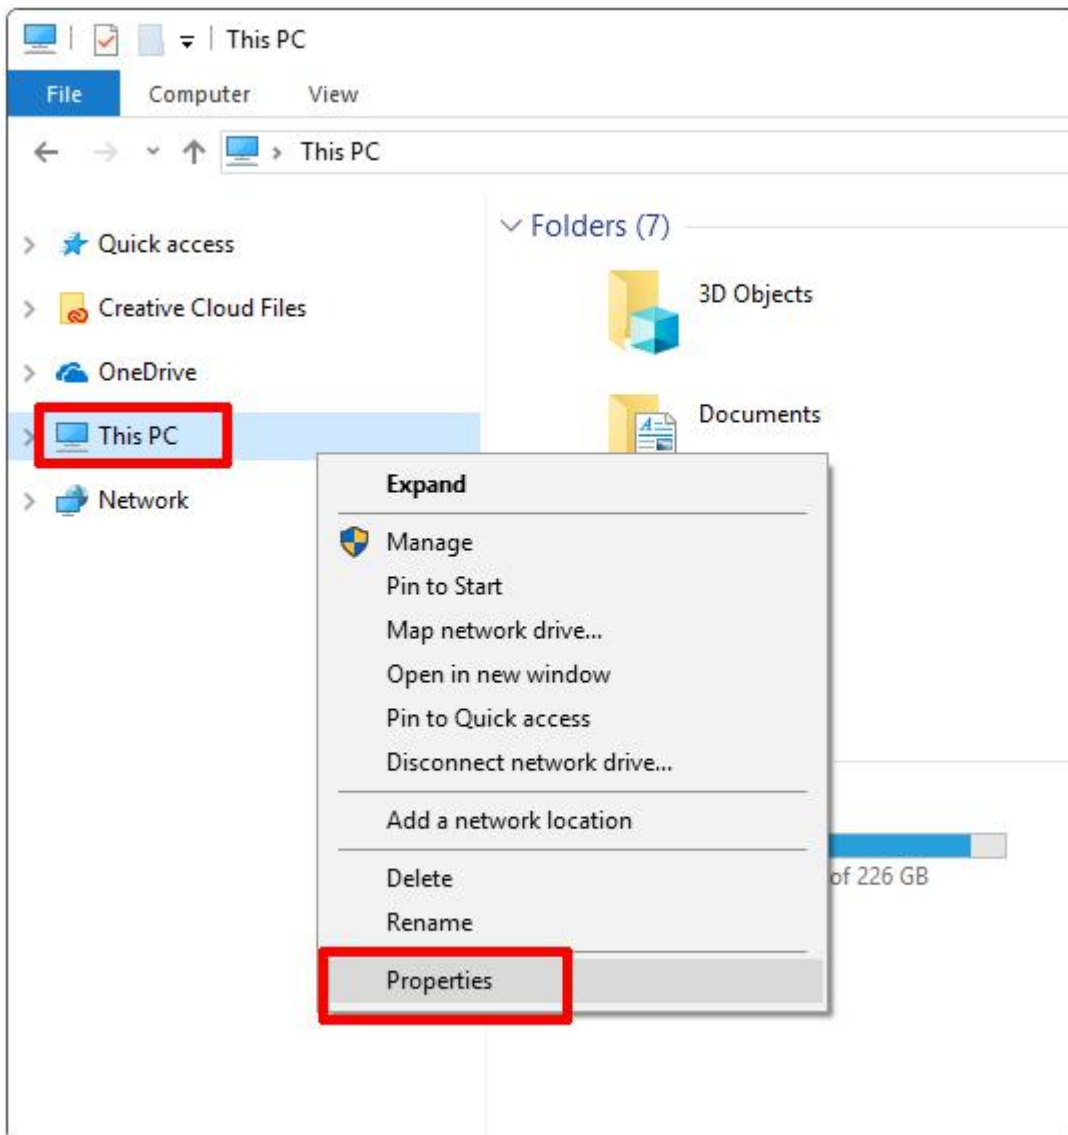 This PC
File Computer View
This PC
Quick access
Creative Cloud Files
OneDrive
This PC
Network
Folders (7)
3D Objects
Documents
Expand
Manage
Pin to Start
Map network drive...
Open in new window
Pin to Quick access
Disconnect network drive...
Add a network location
Delete
Rename
Properties
of 226 GB